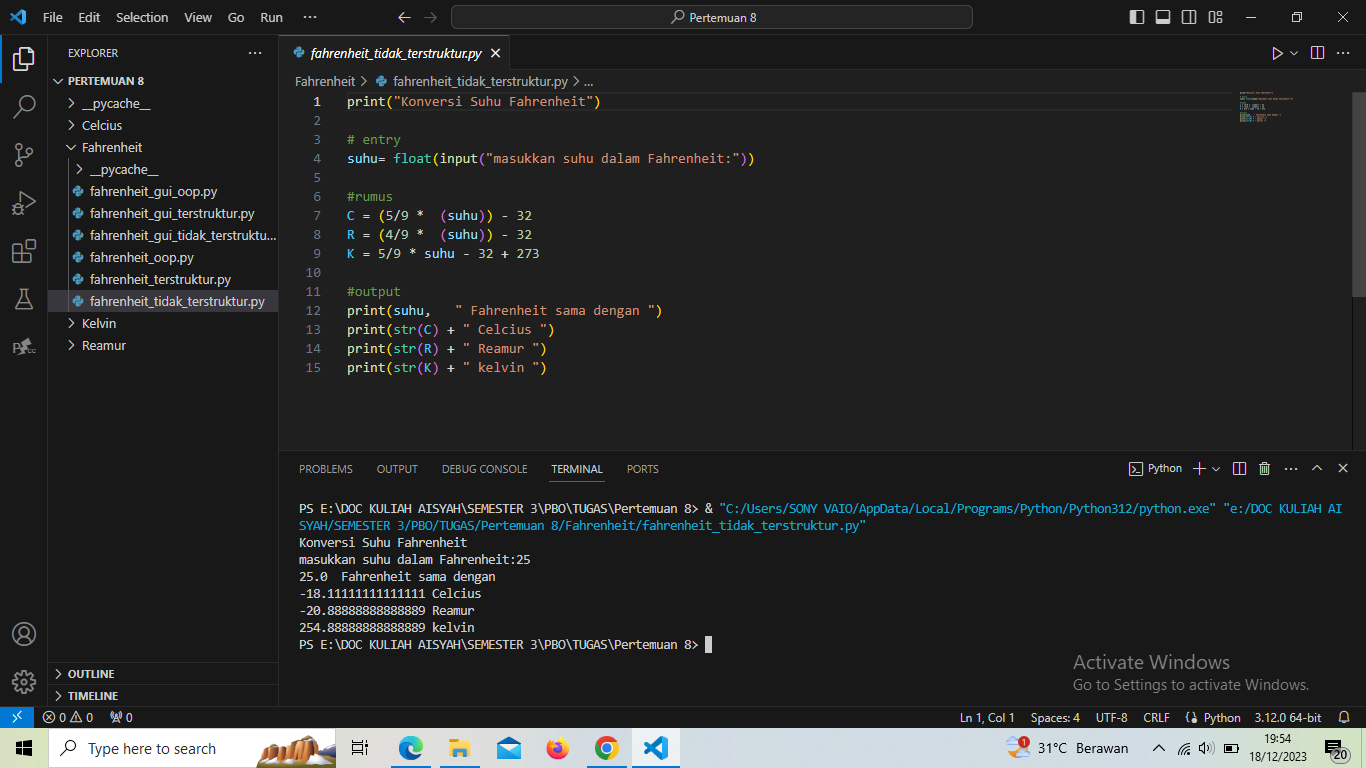 File Edit Selection View Go Run ··· Pertemuan 8
EXPLORER ···
PERTEMUAN 8
__pycache__
Celcius
Fahrenheit
__pycache__
fahrenheit_gui_oop.py
fahrenheit_gui_terstruktur.py
fahrenheit_gui_tidak_terstruktu...
fahrenheit_oop.py
fahrenheit_terstruktur.py
fahrenheit_tidak_terstruktur.py
Kelvin
Reamur
OUTLINE
TIMELINE
fahrenheit_tidak_terstruktur.py
Fahrenheit > fahrenheit_tidak_terstruktur.py > ...
1 print("Konversi Suhu Fahrenheit")
2
3 # entry
4 suhu= float(input("masukkan suhu dalam Fahrenheit:"))
5
6 #rumus
7 C = (5/9 *  (suhu)) - 32
8 R = (4/9 *  (suhu)) - 32
9 K = 5/9 * suhu - 32 + 273
10
11 #output
12 print(suhu,   " Fahrenheit sama dengan ")
13 print(str(C) + " Celcius ")
14 print(str(R) + " Reamur ")
15 print(str(K) + " kelvin ")
PROBLEMS OUTPUT DEBUG CONSOLE TERMINAL PORTS Python
PS E:\DOC KULIAH AISYAH\SEMESTER 3\PBO\TUGAS\Pertemuan 8> & "C:/Users/SONY VAIO/AppData/Local/Programs/Python/Python312/python.exe" "e:/DOC KULIAH AI
SYAH/SEMESTER 3/PBO/TUGAS/Pertemuan 8/Fahrenheit/fahrenheit_tidak_terstruktur.py"
Konversi Suhu Fahrenheit
masukkan suhu dalam Fahrenheit:25
25.0  Fahrenheit sama dengan
-18.11111111111111 Celcius
-20.88888888888889 Reamur
254.88888888888889 kelvin
PS E:\DOC KULIAH AISYAH\SEMESTER 3\PBO\TUGAS\Pertemuan 8>
Activate Windows
Go to Settings to activate Windows.
0 0 0 Ln 1, Col 1 Spaces: 4 UTF-8 CRLF Python 3.12.0 64-bit
Type here to search 1 31°C Berawan 19:54
18/12/2023 20